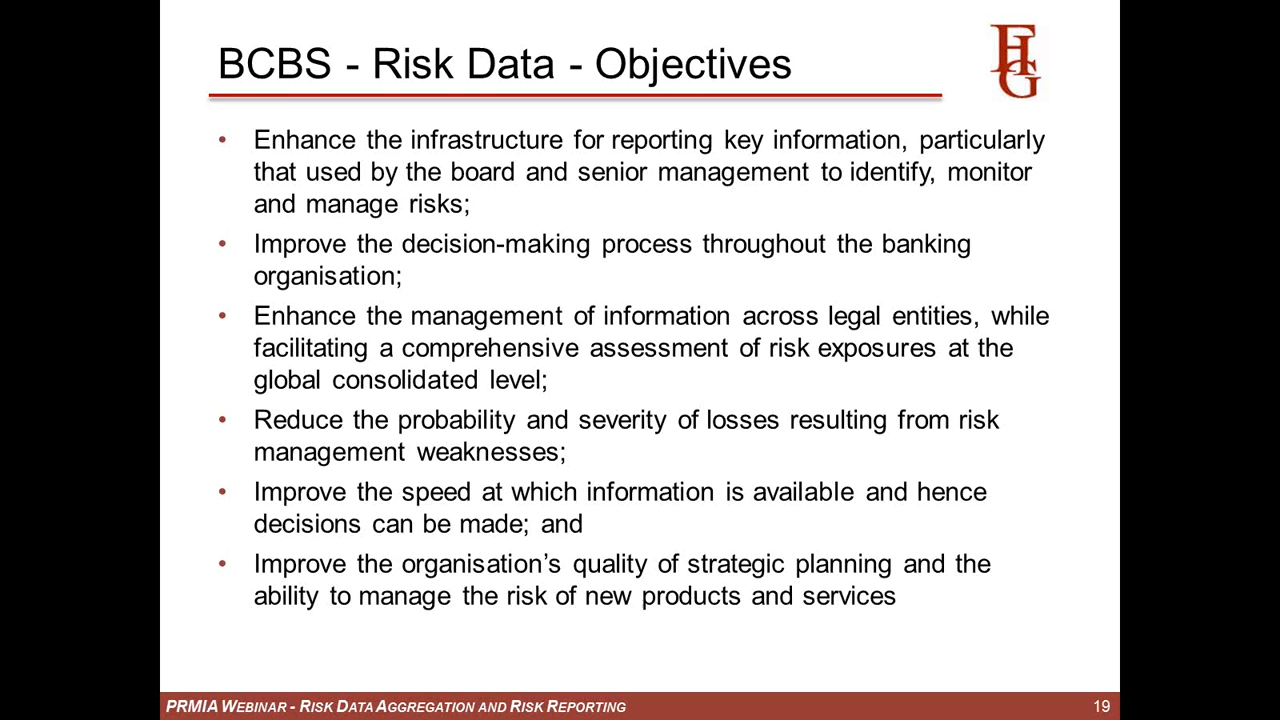 BCBS - Risk Data - Objectives
FHG
• Enhance the infrastructure for reporting key information, particularly
that used by the board and senior management to identify, monitor
and manage risks;
• Improve the decision-making process throughout the banking
organisation;
• Enhance the management of information across legal entities, while
facilitating a comprehensive assessment of risk exposures at the
global consolidated level;
• Reduce the probability and severity of losses resulting from risk
management weaknesses;
• Improve the speed at which information is available and hence
decisions can be made; and
• Improve the organisation’s quality of strategic planning and the
ability to manage the risk of new products and services
PRMIA WEBINAR - RISK DATA AGGREGATION AND RISK REPORTING 19